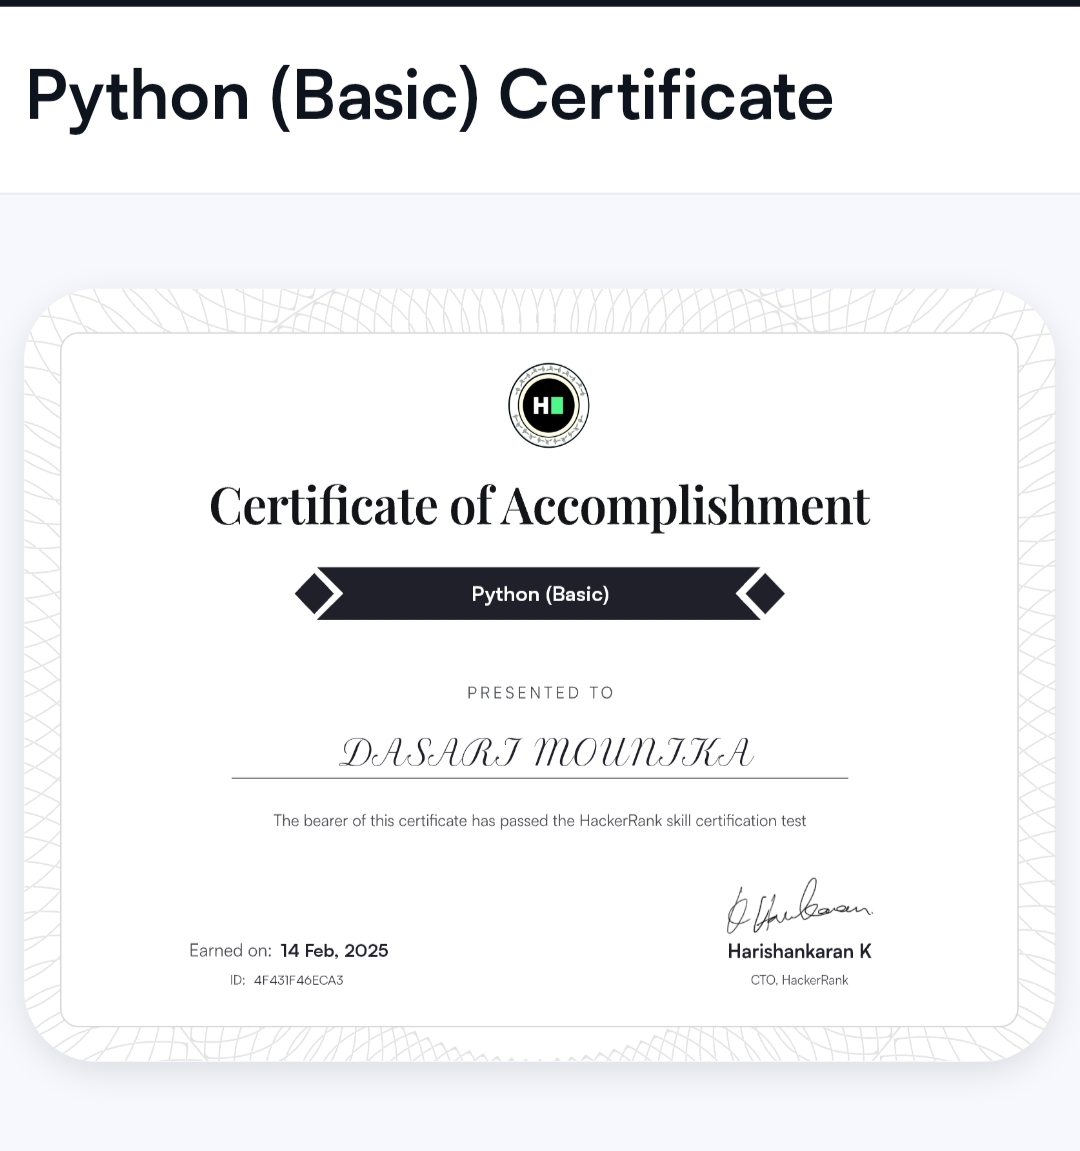 Python (Basic) Certificate
H
Certificate of Accomplishment
Python (Basic)
PRESENTED TO
DASARI MOUNIKA
The bearer of this certificate has passed the HackerRank skill certification test
Earned on: 14 Feb, 2025
ID: 4F431F46ECA3
Harishankaran K
CTO, HackerRank